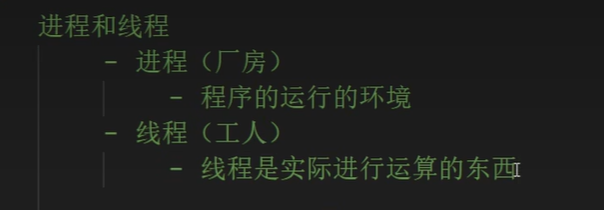 进程和线程
- 进程（厂房）
- 程序的运行的环境
- 线程（工人）
- 线程是实际进行运算的东西